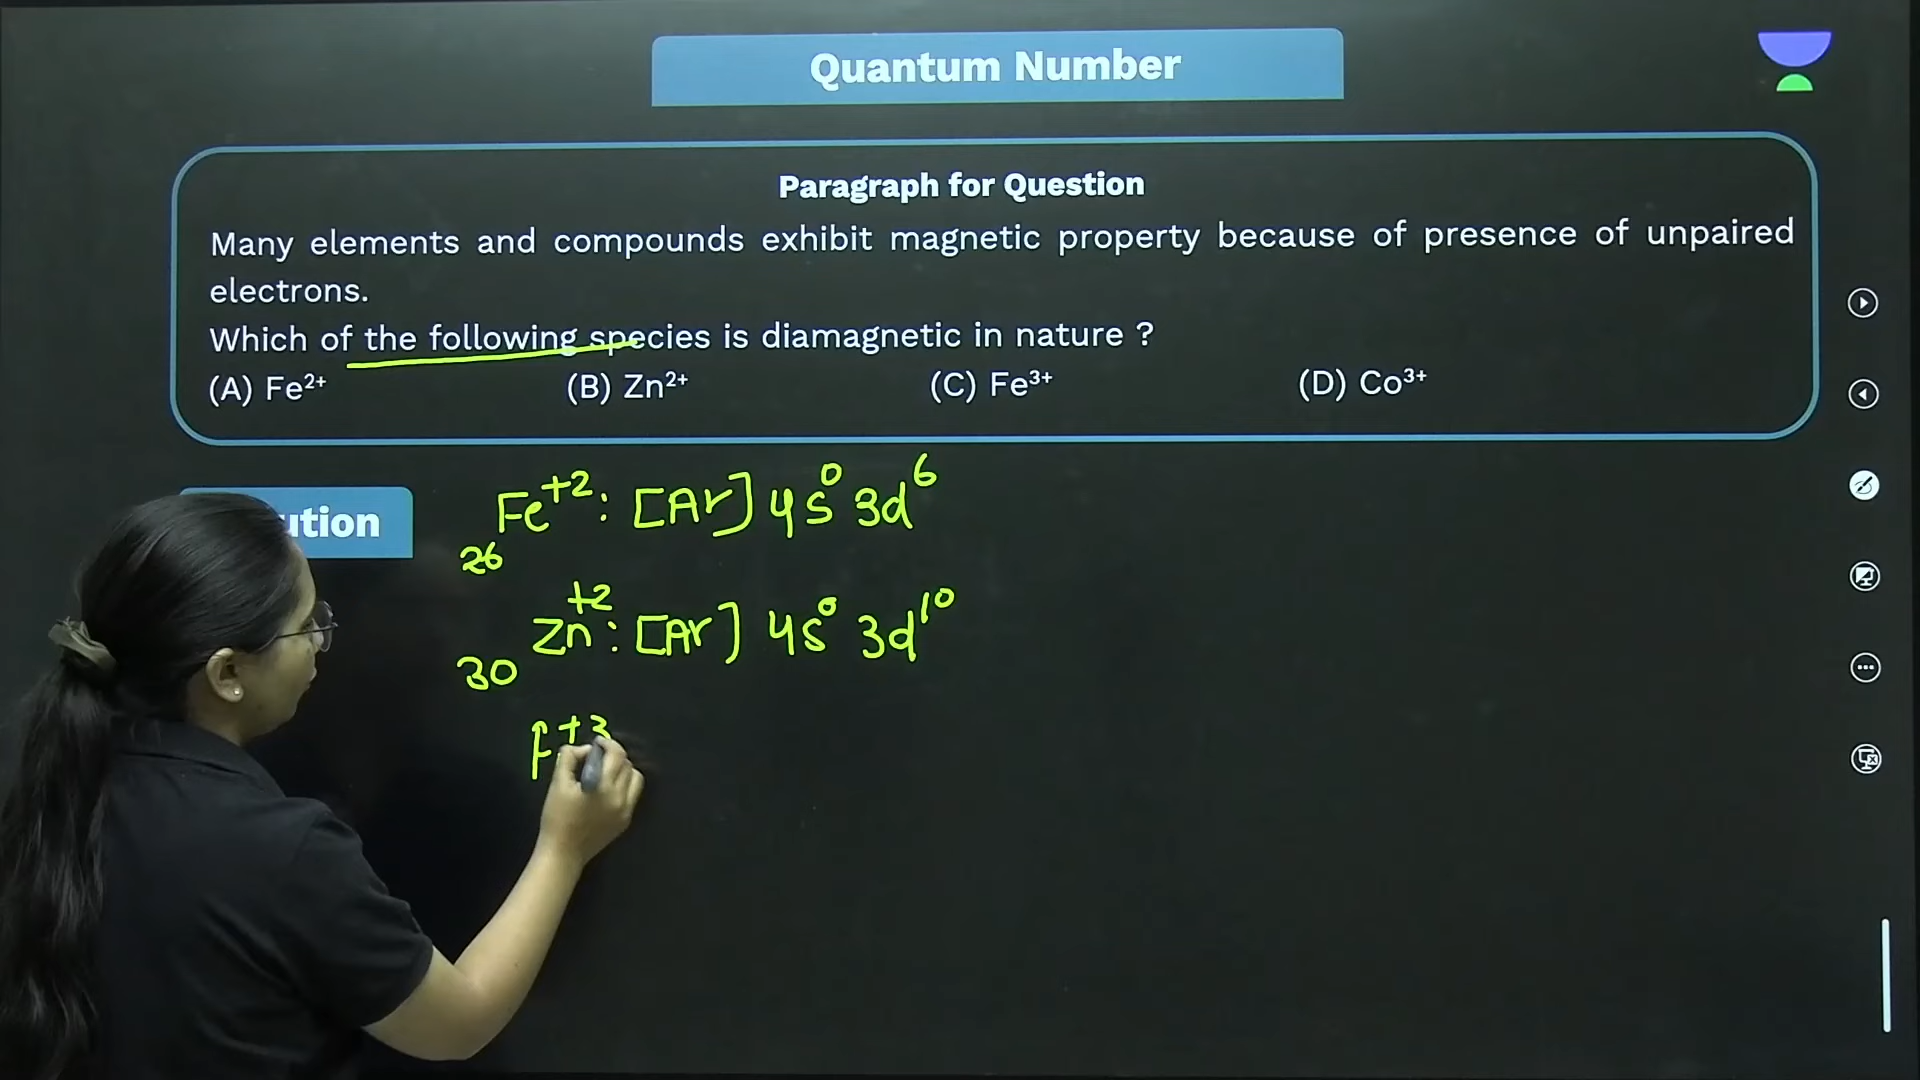 Quantum Number
Paragraph for Question
Many elements and compounds exhibit magnetic property because of presence of unpaired
electrons.
Which of the following species is diamagnetic in nature ?
(A) Fe²⁺ (B) Zn²⁺ (C) Fe³⁺ (D) Co³⁺
ution
Fe⁺²: [Ar] 4s⁰ 3d⁶
26
Zn⁺²: [Ar] 4s⁰ 3d¹⁰
30
F⁺³